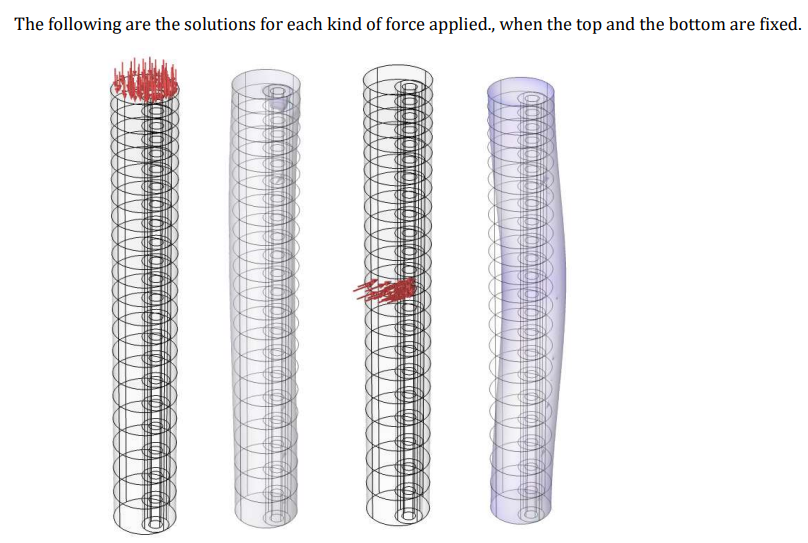 The following are the solutions for each kind of force applied., when the top and the bottom are fixed.